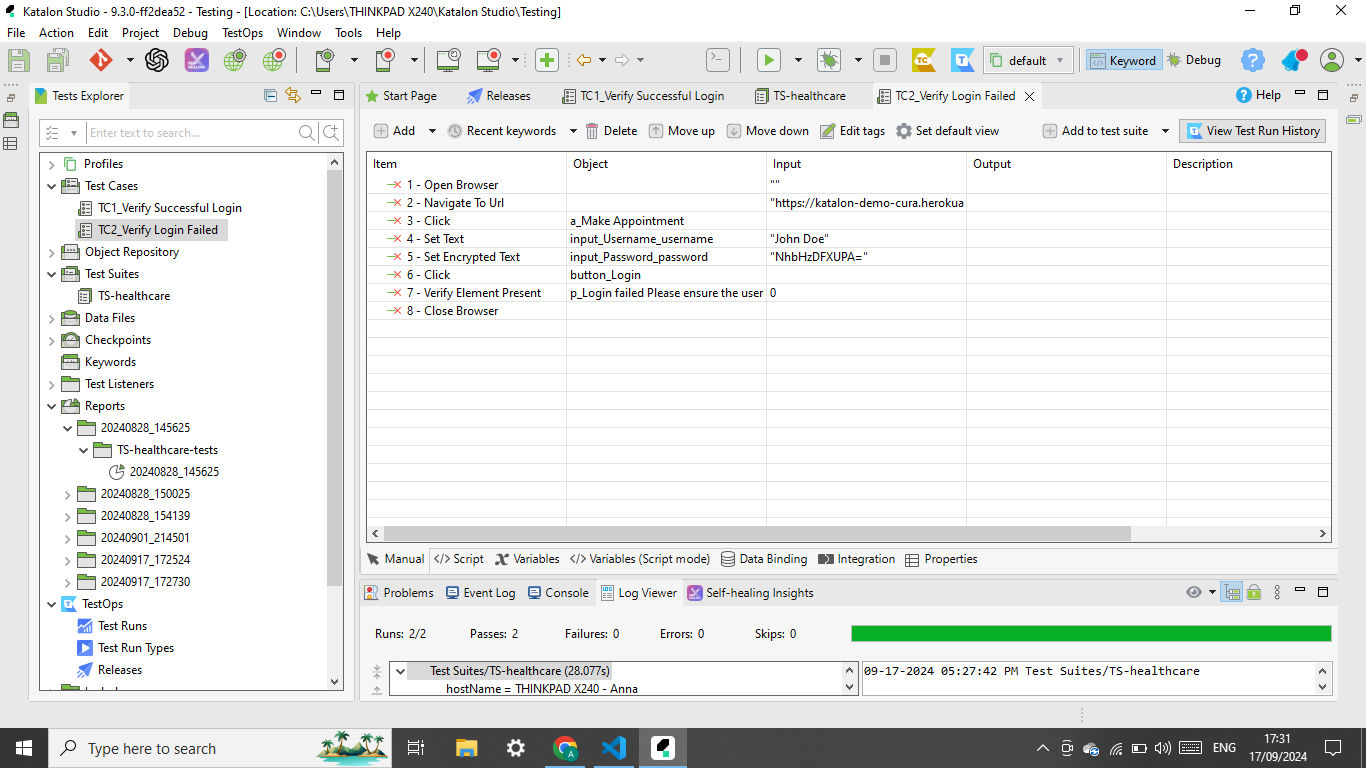 Katalon Studio - 9.3.0-ff2dea52 - Testing - [Location: C:\Users\THINKPAD X240\Katalon Studio\Testing]
File Action Edit Project Debug TestOps Window Tools Help
default Keyword Debug
Tests Explorer
Enter text to search...
Profiles
Test Cases
TC1_Verify Successful Login
TC2_Verify Login Failed
Object Repository
Test Suites
TS-healthcare
Data Files
Checkpoints
Keywords
Test Listeners
Reports
20240828_145625
TS-healthcare-tests
20240828_145625
20240828_150025
20240828_154139
20240901_214501
20240917_172524
20240917_172730
TestOps
Test Runs
Test Run Types
Releases
Start Page Releases TC1_Verify Successful Login TS-healthcare TC2_Verify Login Failed Help
Add Recent keywords Delete Move up Move down Edit tags Set default view Add to test suite View Test Run History
Item Object Input Output Description
1 - Open Browser ""
2 - Navigate To Url "https://katalon-demo-cura.herokua
3 - Click a_Make Appointment
4 - Set Text input_Username_username "John Doe"
5 - Set Encrypted Text input_Password_password "NhbHzDFXUPA="
6 - Click button_Login
7 - Verify Element Present p_Login failed Please ensure the user 0
8 - Close Browser
Manual </> Script Variables </> Variables (Script mode) Data Binding Integration Properties
Problems Event Log Console Log Viewer Self-healing Insights
Runs: 2/2 Passes: 2 Failures: 0 Errors: 0 Skips: 0
Test Suites/TS-healthcare (28.077s)
hostName = THINKPAD X240 - Anna
09-17-2024 05:27:42 PM Test Suites/TS-healthcare
Type here to search
ENG
17:31
17/09/2024